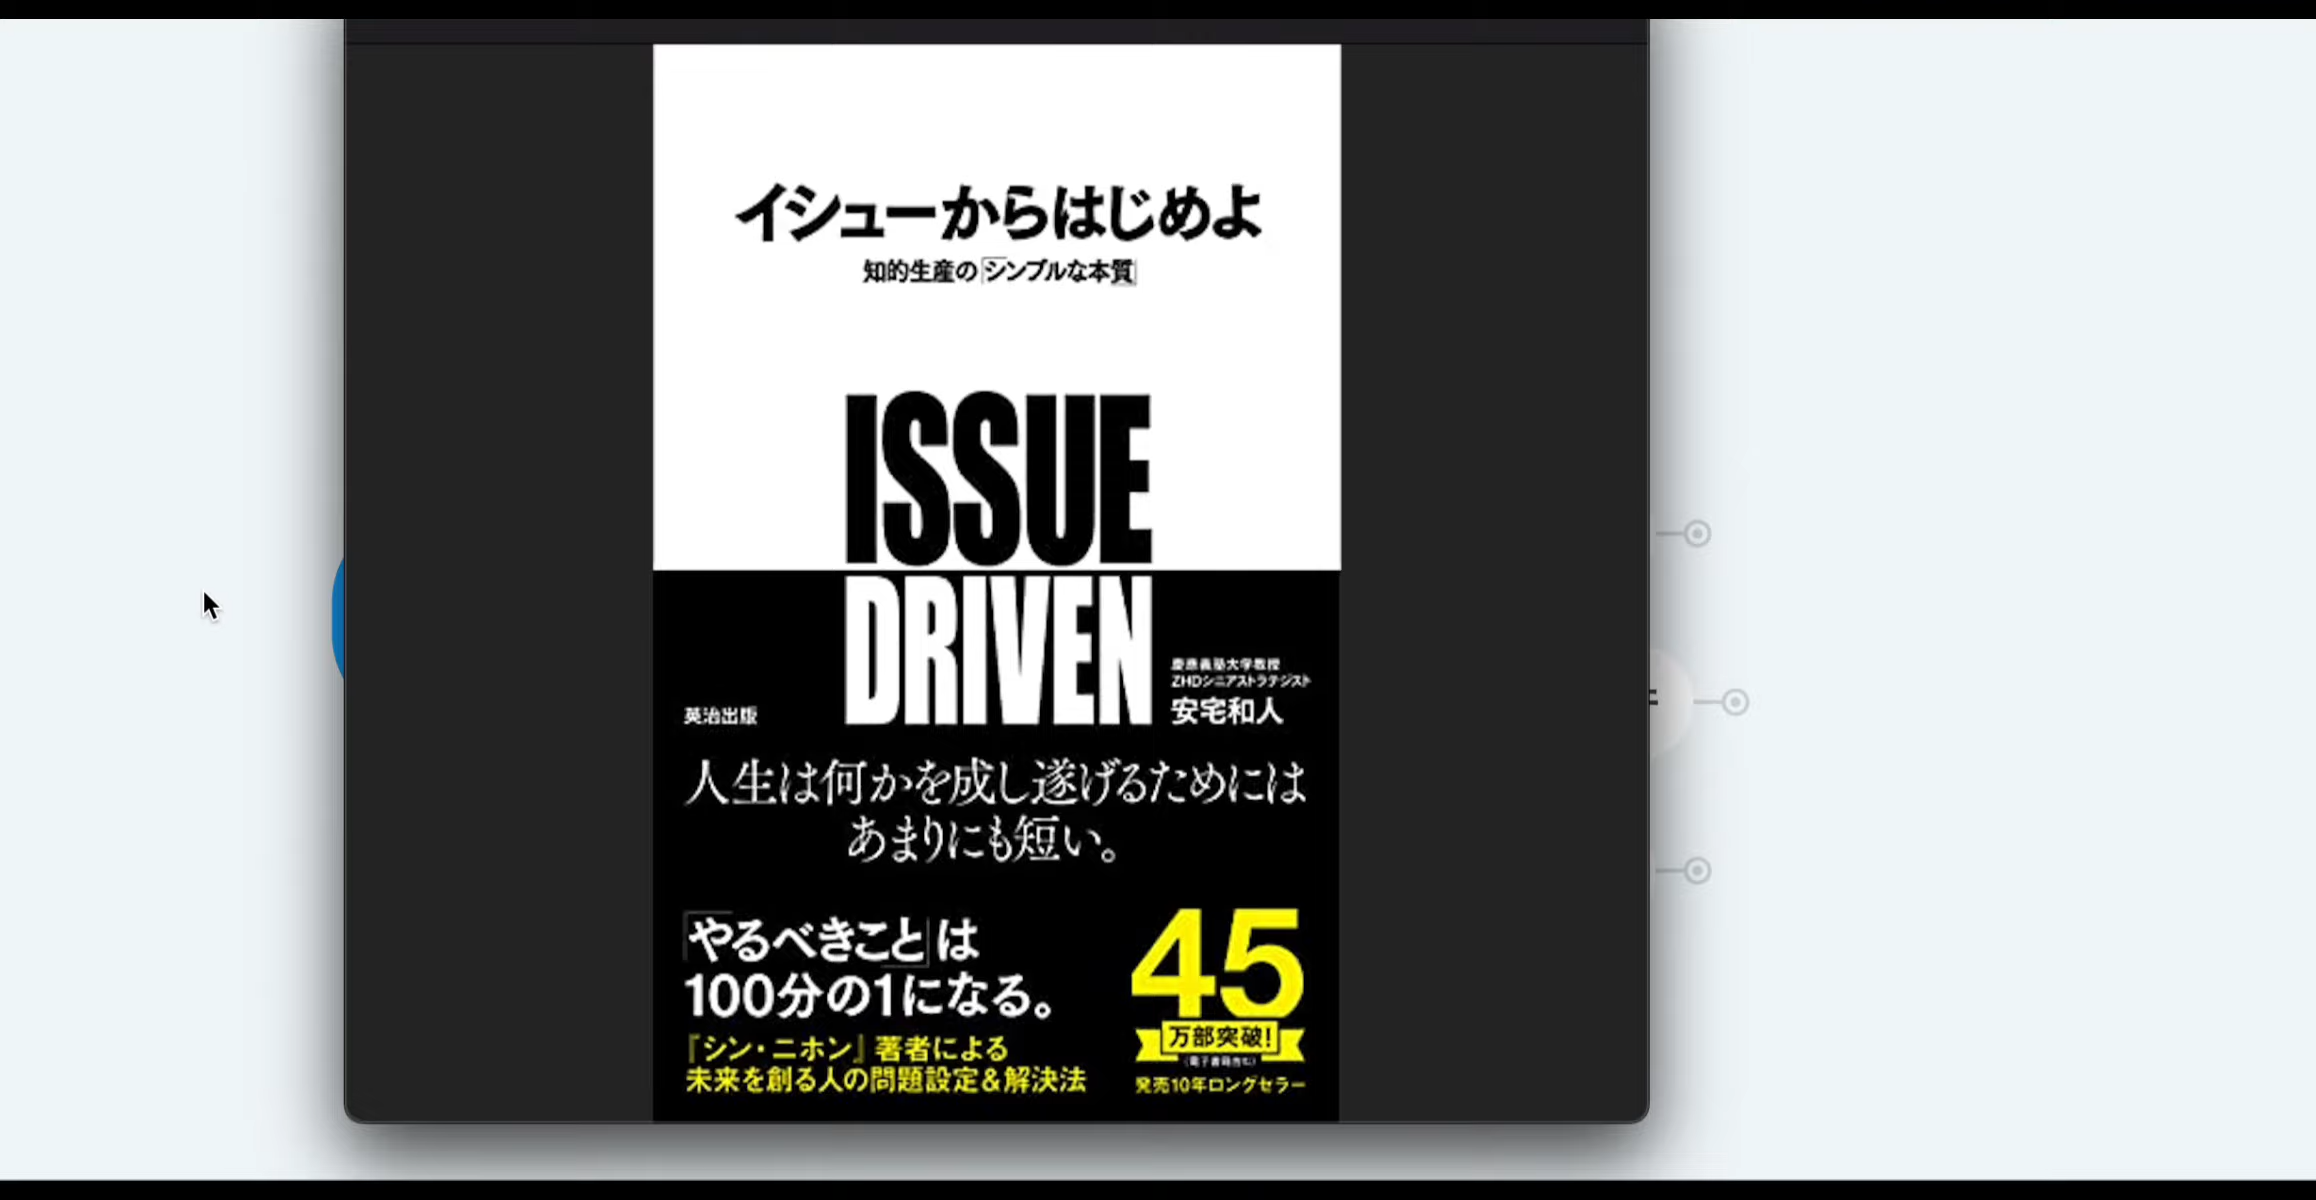 イシューからはじめよ
知的生産の「シンプルな本質」
ISSUE
DRIVEN
慶應義塾大学教授
ZHDシニアストラテジスト
安宅和人
英治出版
人生は何かを成し遂げるためには
あまりにも短い。
「やるべきこと」は
100分の1になる。
『シン・ニホン』著者による
未来を創る人の問題設定&解決法
45
万部突破!
(電子書籍含む)
発売10年ロングセラー